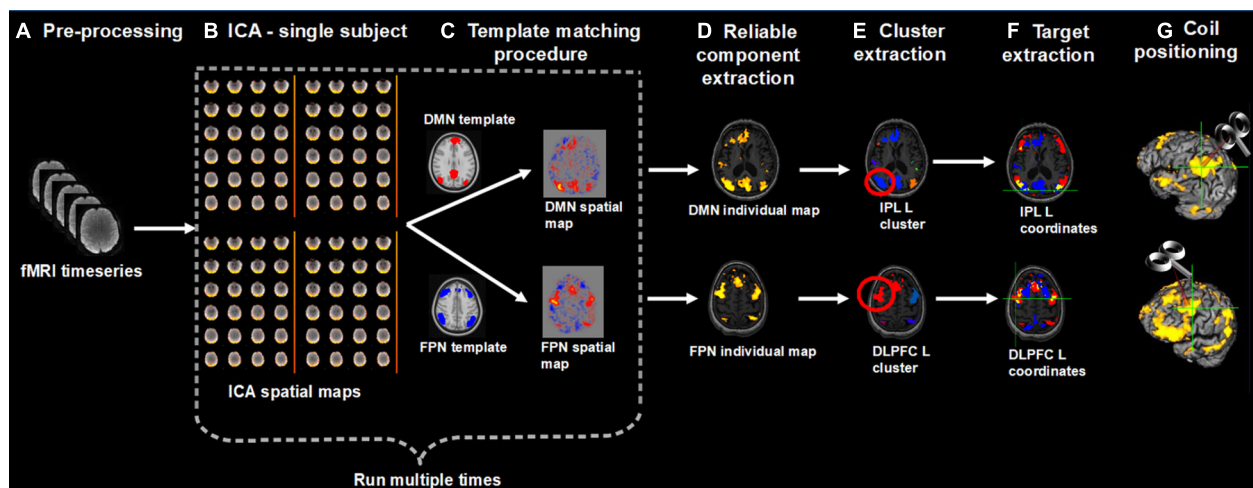 A Pre-processing
B ICA - single subject
C Template matching
procedure
D Reliable
component
extraction
E Cluster
extraction
F Target
extraction
G Coil
positioning
fMRI timeseries
ICA spatial maps
DMN template
DMN spatial
map
FPN template
FPN spatial
map
DMN individual map
IPL L
cluster
IPL L
coordinates
FPN individual map
DLPFC L
cluster
DLPFC L
coordinates
Run multiple times